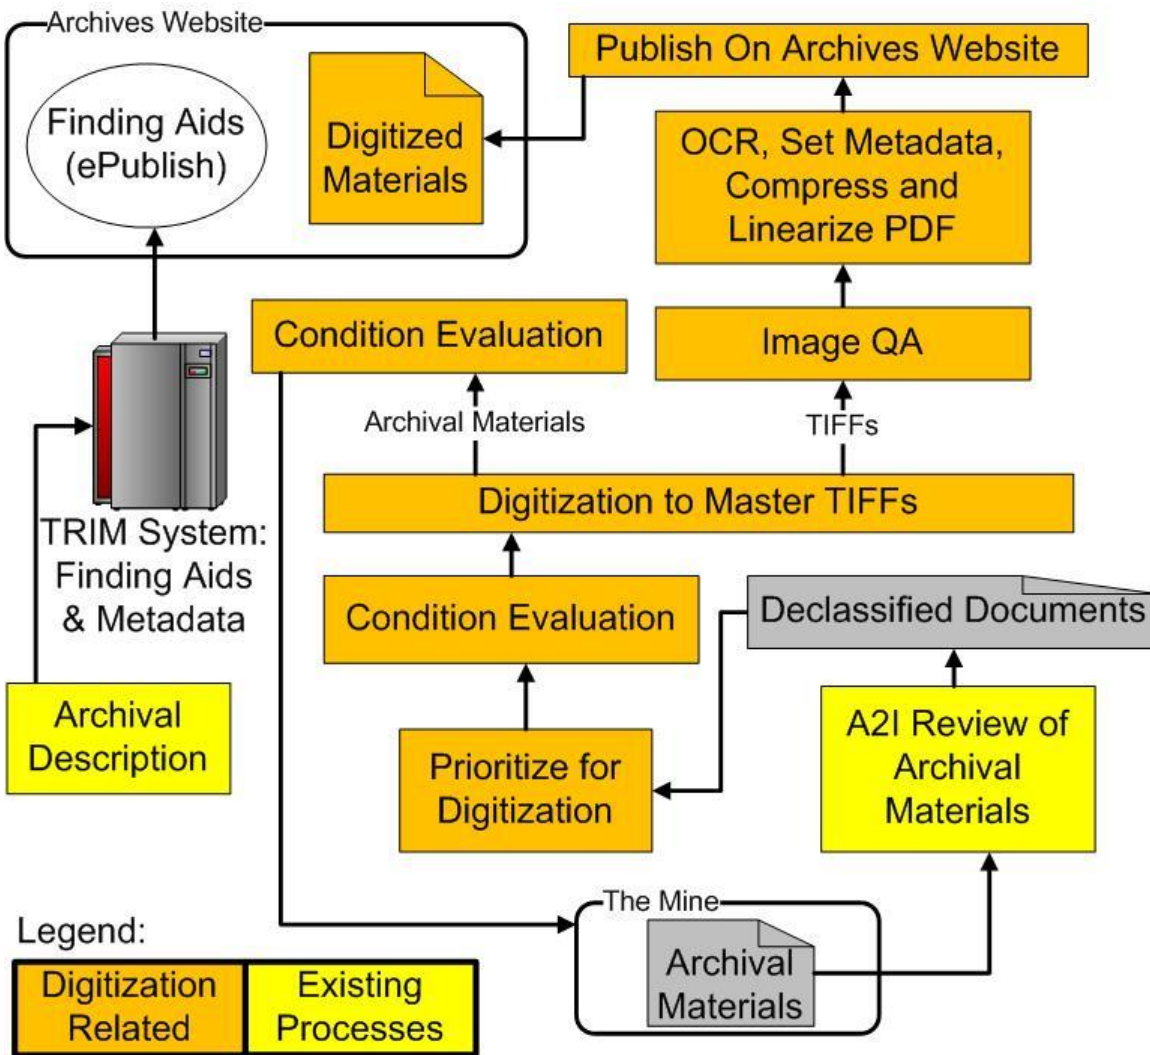 Archives Website
Finding Aids
(ePublish)
Digitized
Materials
Publish On Archives Website
OCR, Set Metadata,
Compress and
Linearize PDF
Condition Evaluation
Image QA
Archival Materials
TIFFs
Digitization to Master TIFFs
TRIM System:
Finding Aids
& Metadata
Condition Evaluation
Declassified Documents
Archival
Description
Prioritize for
Digitization
A2I Review of
Archival
Materials
The Mine
Archival
Materials
Legend:
Digitization
Related
Existing
Processes